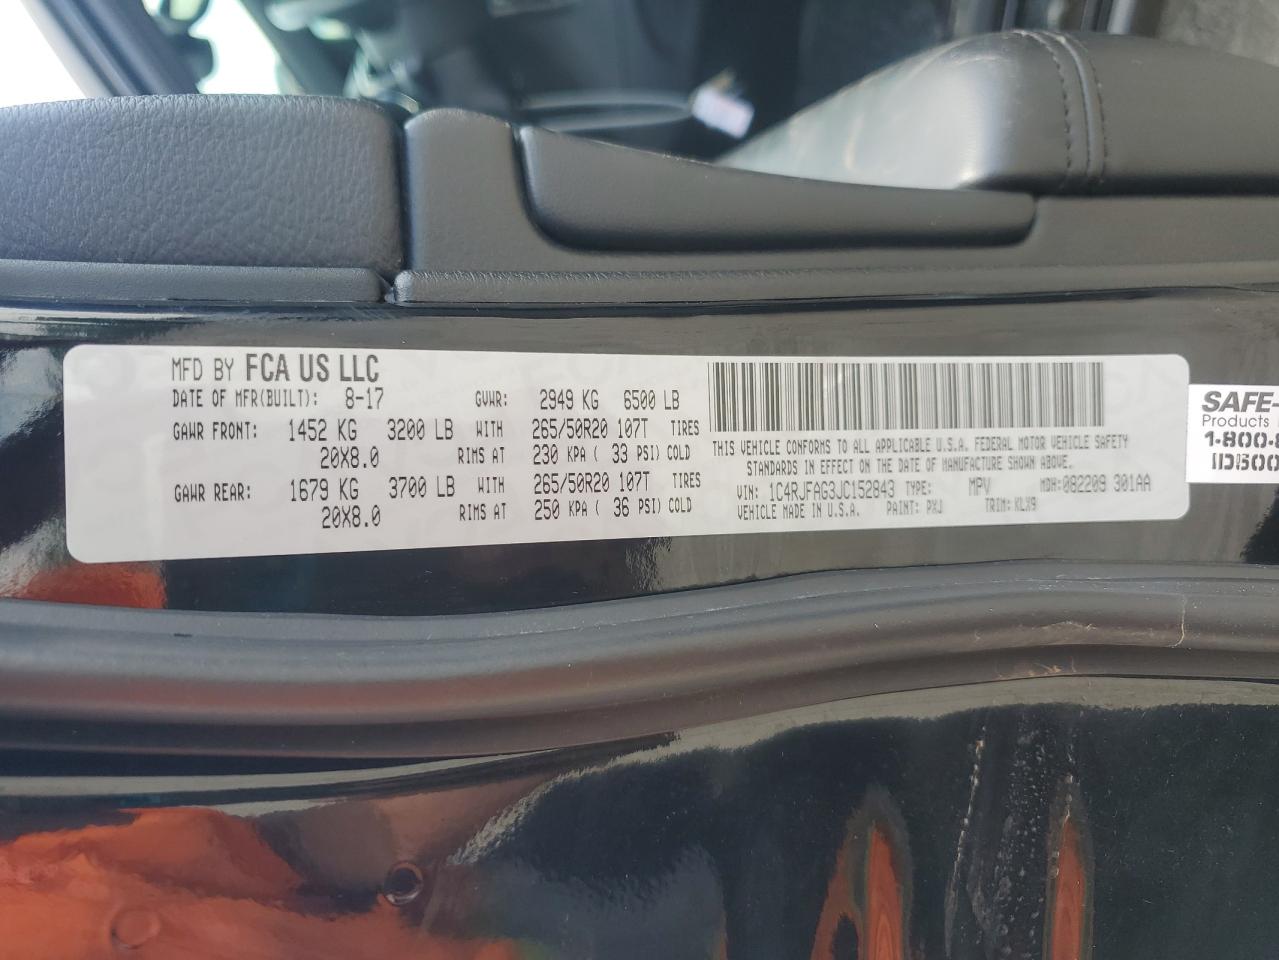 MFD BY FCA US LLC
DATE OF MFR(BUILT): 8-17 GVWR: 2949 KG 6500 LB
GAWR FRONT: 1452 KG 3200 LB WITH 265/50R20 107T TIRES
20X8.0 RIMS AT 230 KPA ( 33 PSI) COLD
GAWR REAR: 1679 KG 3700 LB WITH 265/50R20 107T TIRES
20X8.0 RIMS AT 250 KPA ( 36 PSI) COLD
THIS VEHICLE CONFORMS TO ALL APPLICABLE U.S.A. FEDERAL MOTOR VEHICLE SAFETY
STANDARDS IN EFFECT ON THE DATE OF MANUFACTURE SHOWN ABOVE.
VIN: 1C4RJFAG3JC152843 TYPE: MPV MDH: 082209 301AA
VEHICLE MADE IN U.S.A. PAINT: PXJ TRIM: KLX9
SAFE-
Products
1-800-